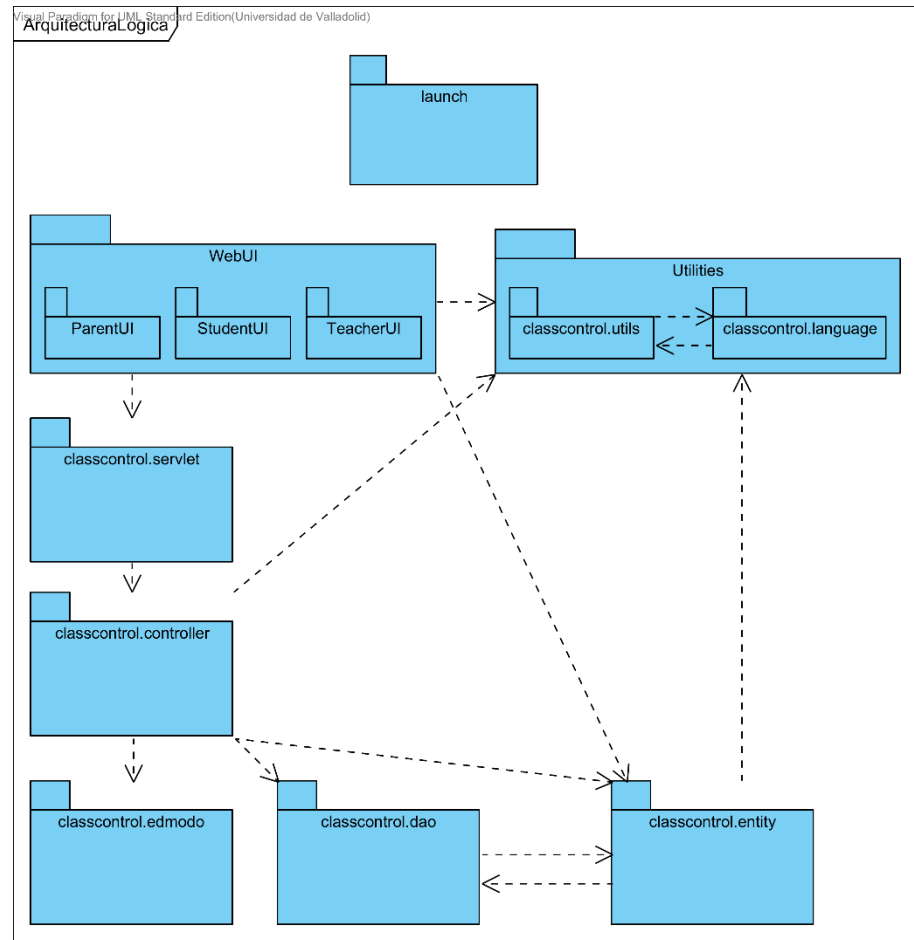 Visual Paradigm for UML Standard Edition(Universidad de Valladolid)
ArquitecturaLogica
launch
WebUI
Utilities
ParentUI
StudentUI
TeacherUI
classcontrol.utils
classcontrol.language
classcontrol.servlet
classcontrol.controller
classcontrol.edmodo
classcontrol.dao
classcontrol.entity